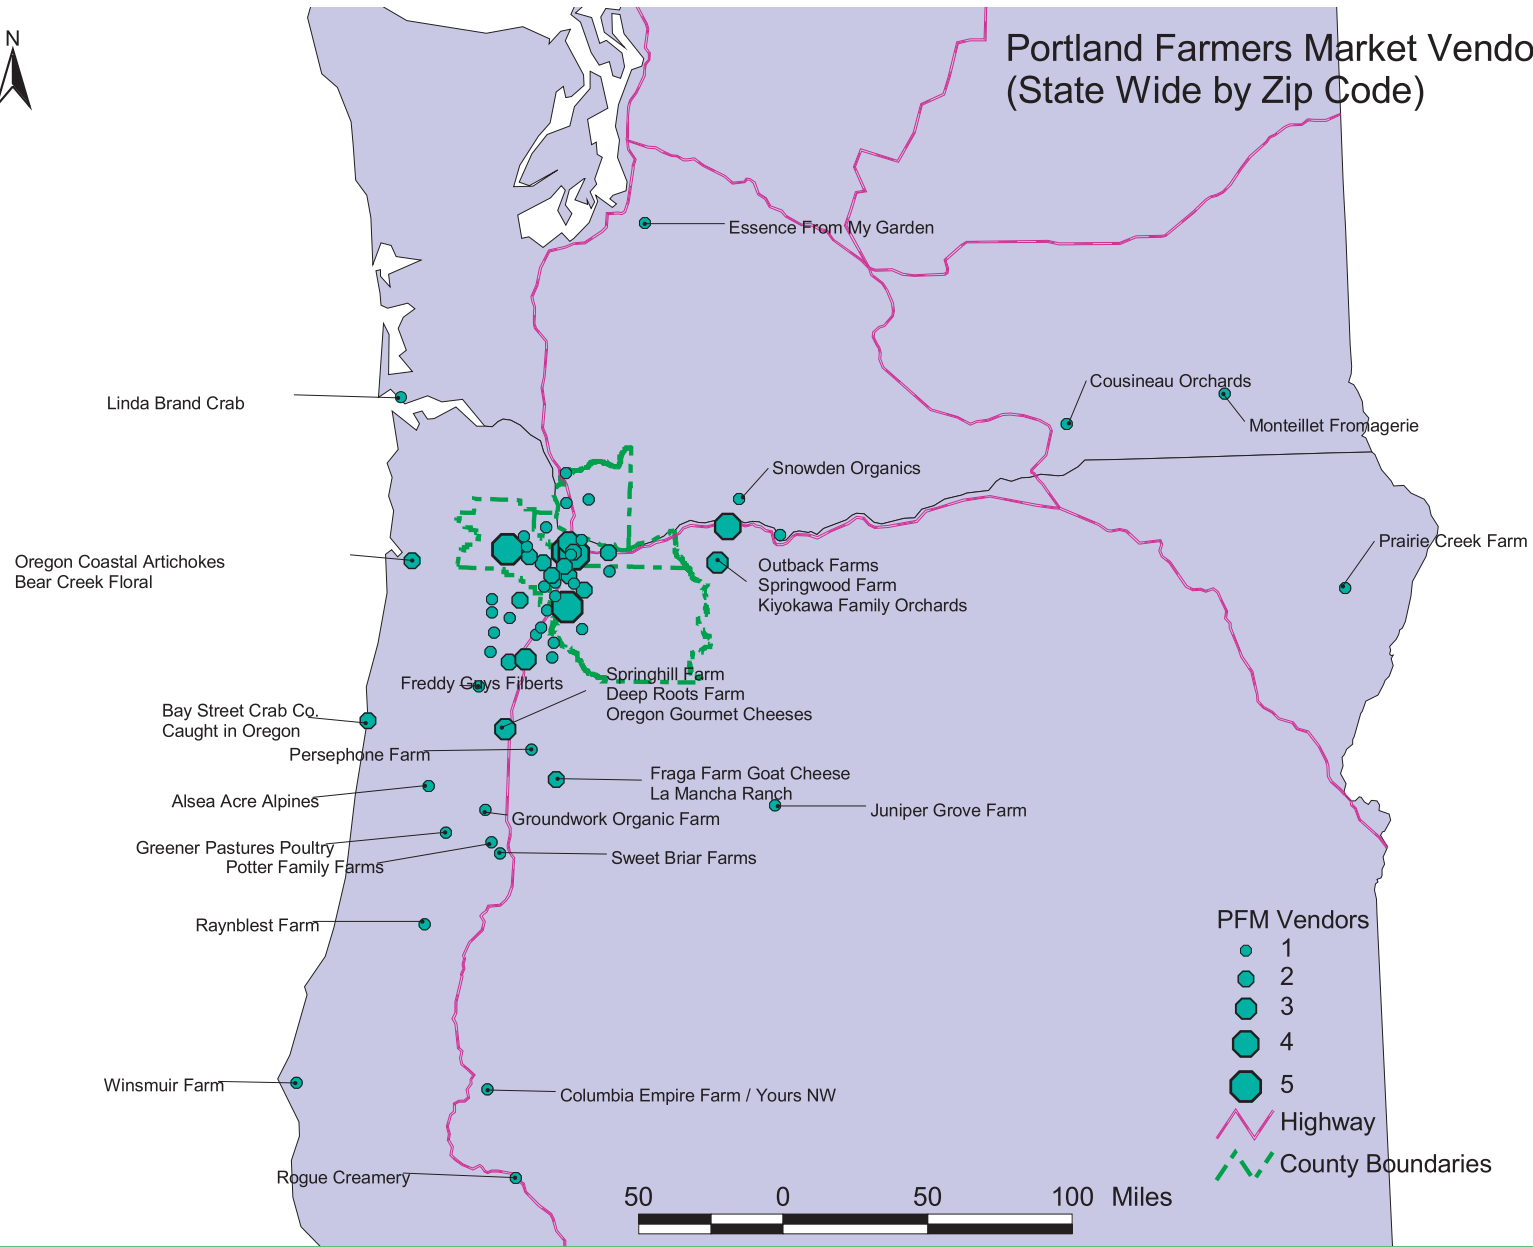 N
Portland Farmers Market Vendo
(State Wide by Zip Code)
Essence From My Garden
Cousineau Orchards
Linda Brand Crab
Monteillet Fromagerie
Snowden Organics
Prairie Creek Farm
Oregon Coastal Artichokes
Bear Creek Floral
Outback Farms
Springwood Farm
Kiyokawa Family Orchards
Freddy Guys Filberts
Springhill Farm
Deep Roots Farm
Oregon Gourmet Cheeses
Bay Street Crab Co.
Caught in Oregon
Persephone Farm
Fraga Farm Goat Cheese
La Mancha Ranch
Alsea Acre Alpines
Juniper Grove Farm
Groundwork Organic Farm
Greener Pastures Poultry
Potter Family Farms
Sweet Briar Farms
Raynblest Farm
PFM Vendors
1
2
3
4
5
Highway
County Boundaries
Winsmuir Farm
Columbia Empire Farm / Yours NW
Rogue Creamery
50 0 50 100 Miles